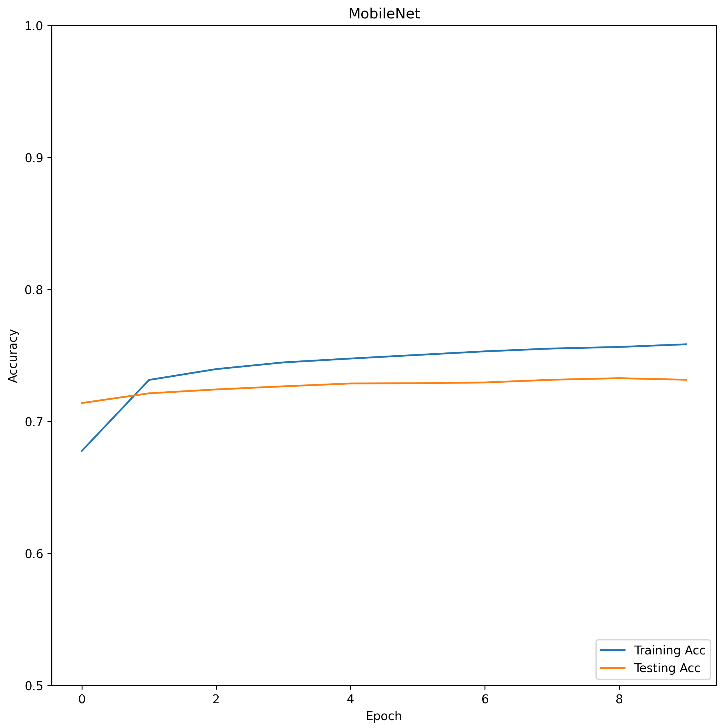 MobileNet
1.0
0.9
0.8
0.7
0.6
0.5
Accuracy
0 2 4 6 8
Epoch
Training Acc
Testing Acc